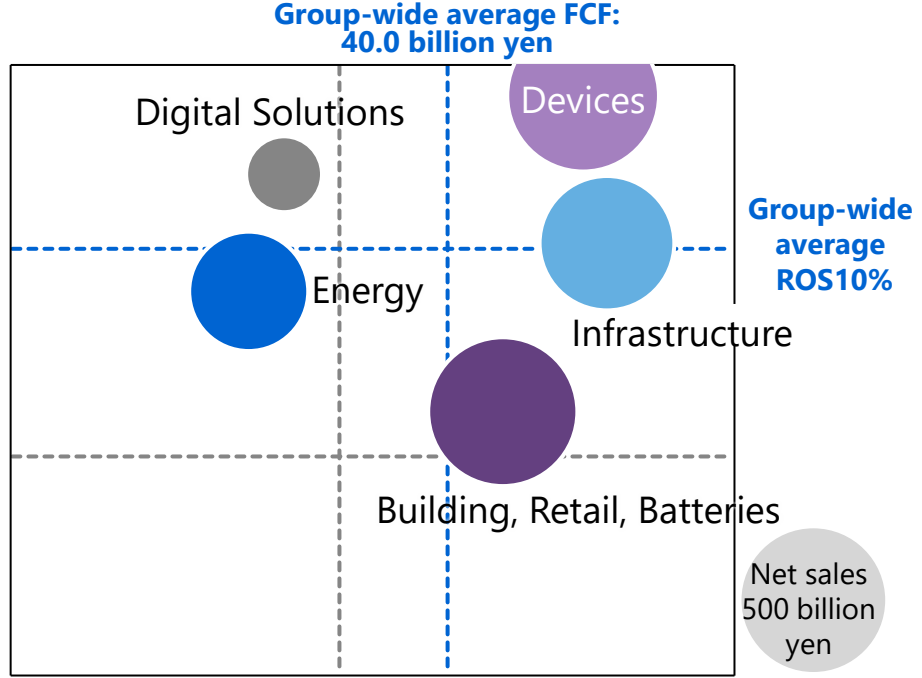 Group-wide average FCF:
40.0 billion yen
Devices
Digital Solutions
Group-wide
average
ROS10%
Energy
Infrastructure
Building, Retail, Batteries
Net sales
500 billion
yen